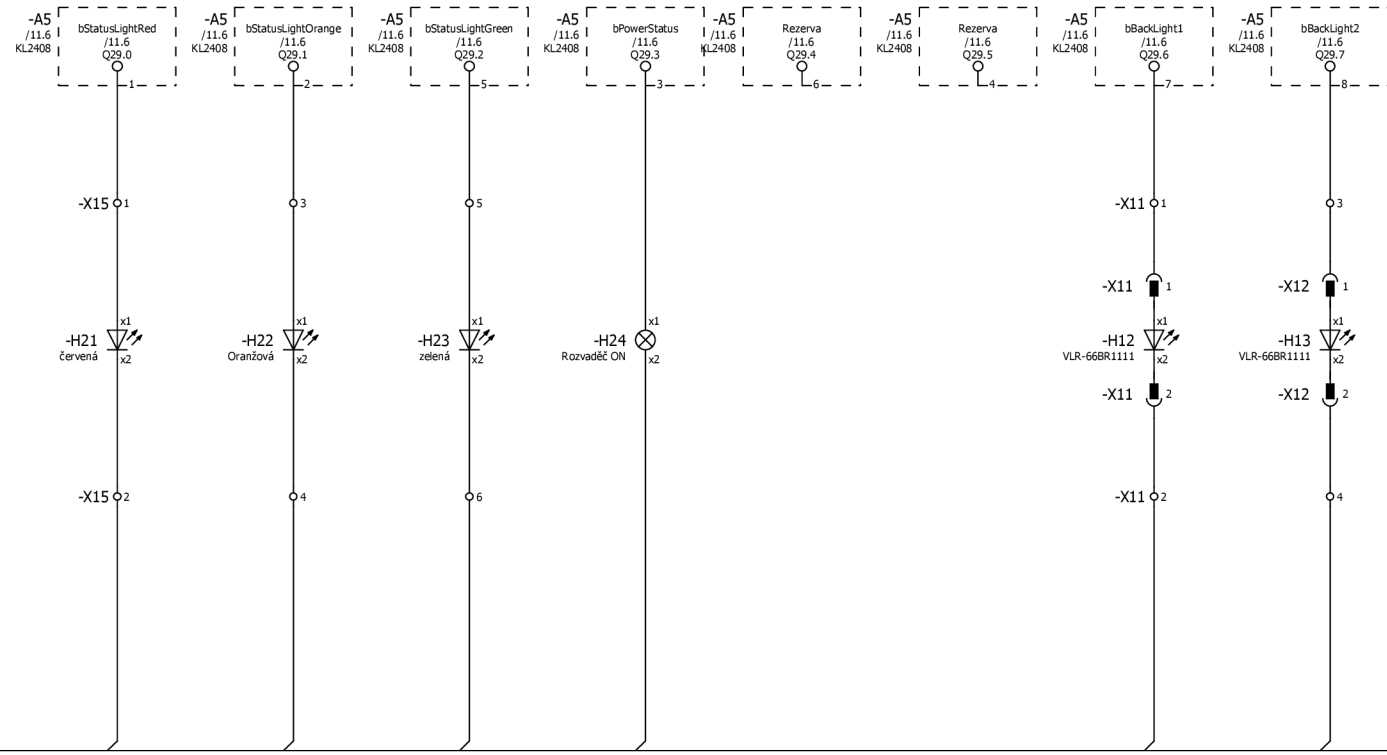 -A5
/11.6
KL2408
bStatusLightRed
/11.6
Q29.0
1
-A5
/11.6
KL2408
bStatusLightOrange
/11.6
Q29.1
2
-A5
/11.6
KL2408
bStatusLightGreen
/11.6
Q29.2
5
-A5
/11.6
KL2408
bPowerStatus
/11.6
Q29.3
3
-A5
/11.6
KL2408
Rezerva
/11.6
Q29.4
6
-A5
/11.6
KL2408
Rezerva
/11.6
Q29.5
4
-A5
/11.6
KL2408
bBackLight1
/11.6
Q29.6
7
-A5
/11.6
KL2408
bBackLight2
/11.6
Q29.7
8
-X15 1
3
5
-X11 1
3
-X11 1
-X12 1
x1
-H21
červená
x2
x1
-H22
Oranžová
x2
x1
-H23
zelená
x2
x1
-H24
Rozvaděč ON
x2
x1
-H12
VLR-66BR1111
x2
x1
-H13
VLR-66BR1111
x2
-X11 2
-X12 2
-X15 2
4
6
-X11 2
4